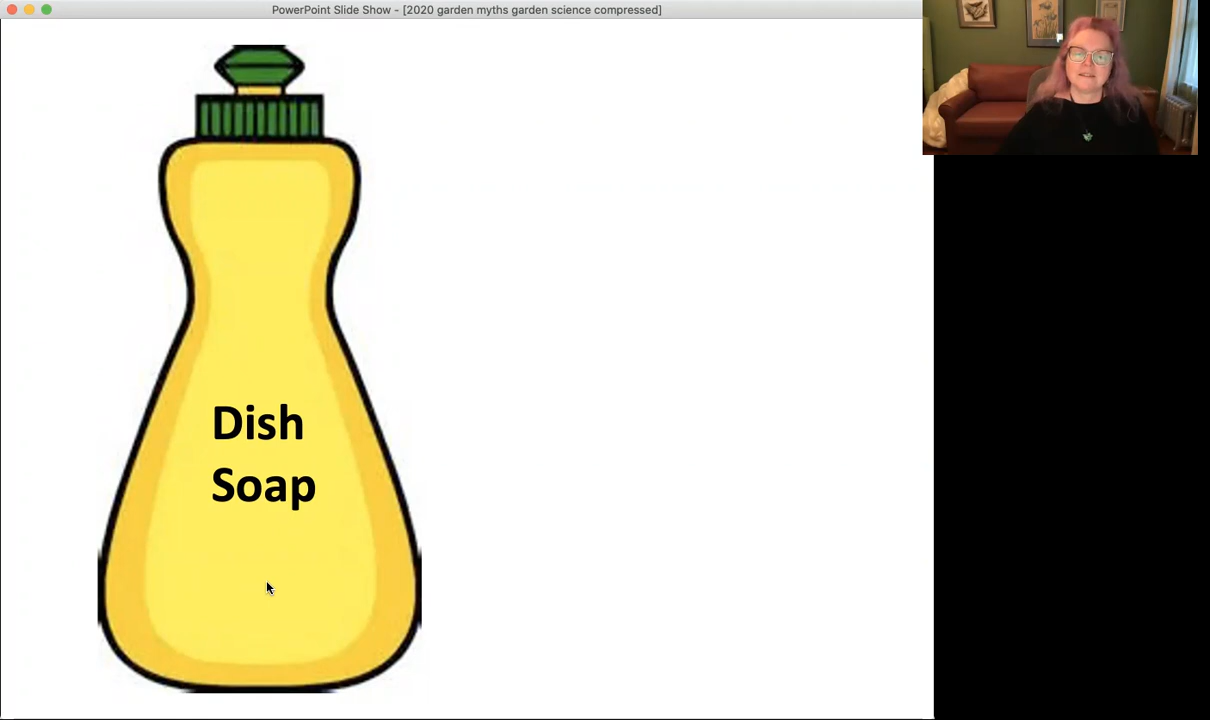 PowerPoint Slide Show - [2020 garden myths garden science compressed]
Dish
Soap